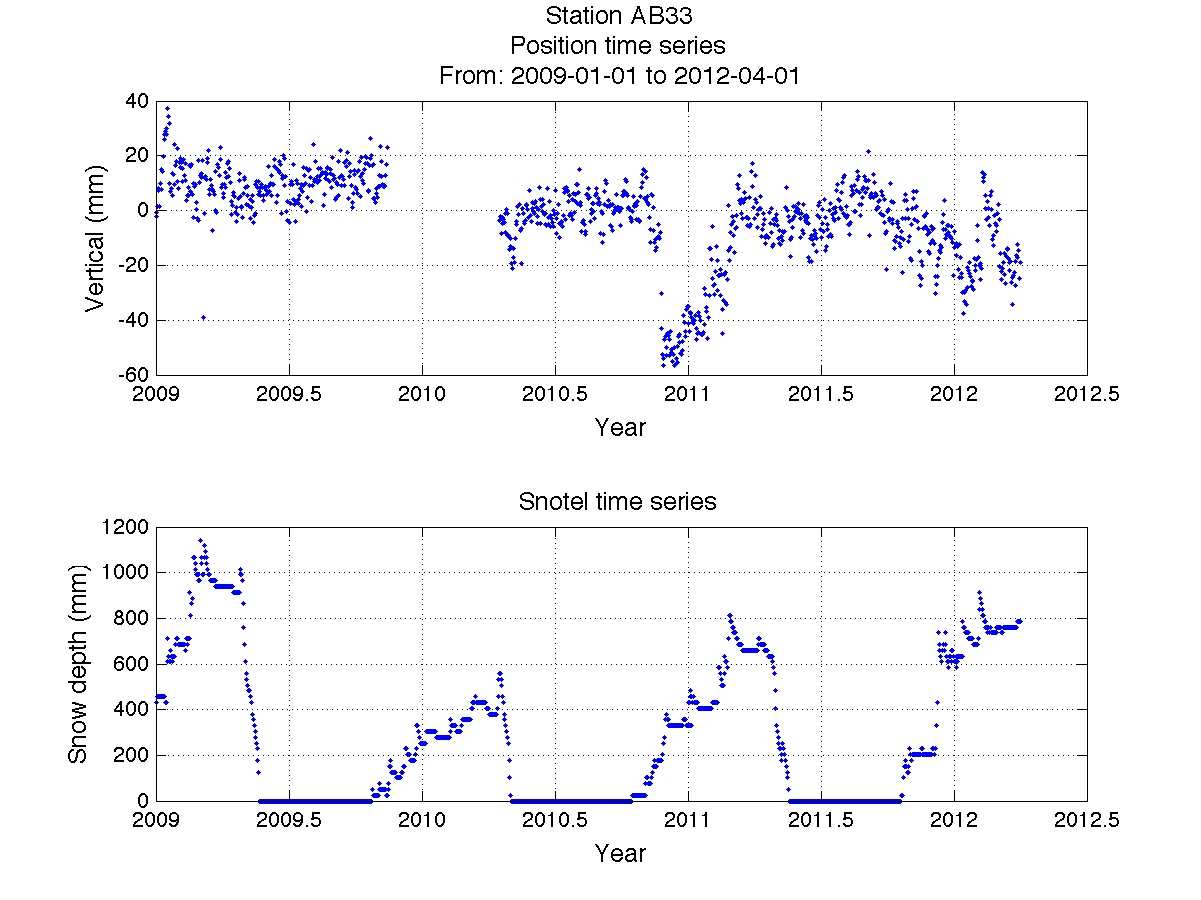 Station AB33
Position time series
From: 2009-01-01 to 2012-04-01
40
20
0
-20
-40
-60
Vertical (mm)
2009 2009.5 2010 2010.5 2011 2011.5 2012 2012.5
Year
Snotel time series
1200
1000
800
600
400
200
0
Snow depth (mm)
2009 2009.5 2010 2010.5 2011 2011.5 2012 2012.5
Year